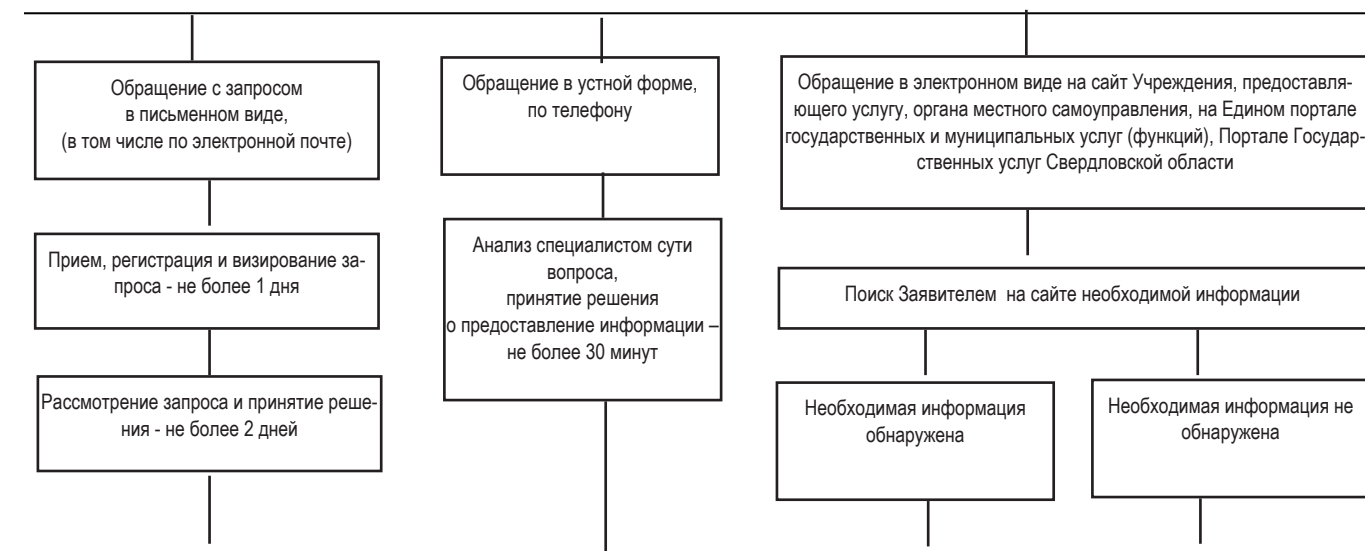 Обращение с запросом
в письменном виде,
(в том числе по электронной почте)
Прием, регистрация и визирование за-
проса - не более 1 дня
Рассмотрение запроса и принятие реше-
ния - не более 2 дней
Обращение в устной форме,
по телефону
Анализ специалистом сути
вопроса,
принятие решения
о предоставление информации –
не более 30 минут
Обращение в электронном виде на сайт Учреждения, предоставля-
ющего услугу, органа местного самоуправления, на Едином портале
государственных и муниципальных услуг (функций), Портале Государ-
ственных услуг Свердловской области
Поиск Заявителем на сайте необходимой информации
Необходимая информация
обнаружена
Необходимая информация не
обнаружена